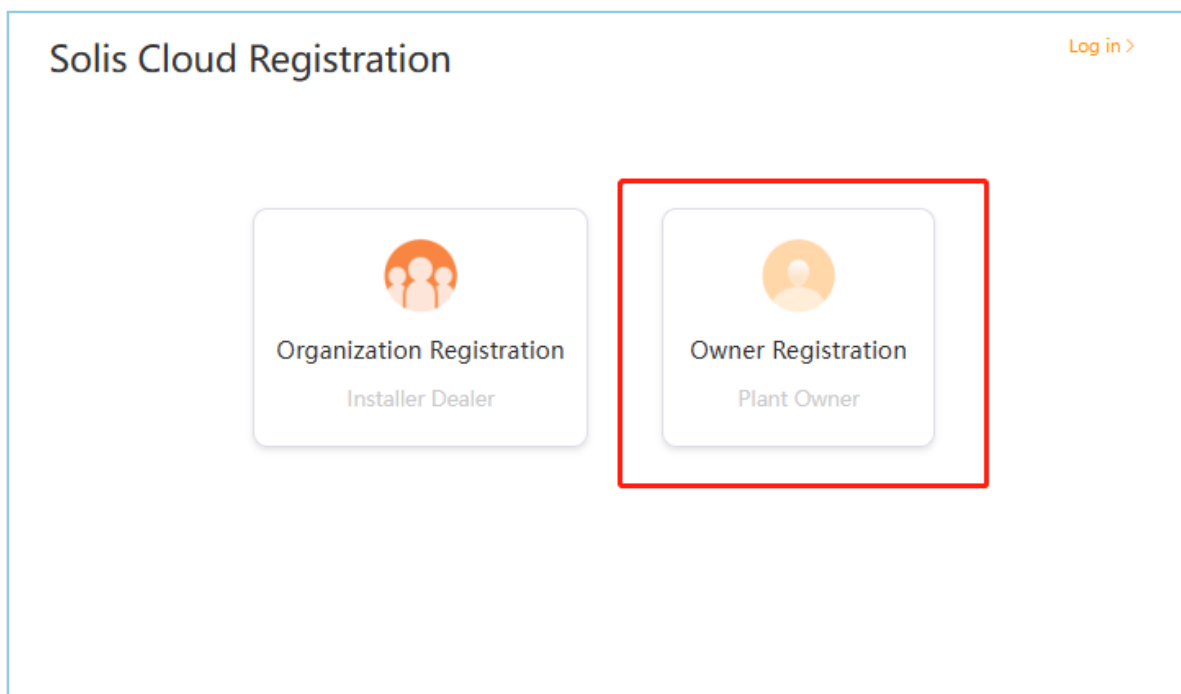 Solis Cloud Registration
Log in >
Organization Registration
Installer Dealer
Owner Registration
Plant Owner